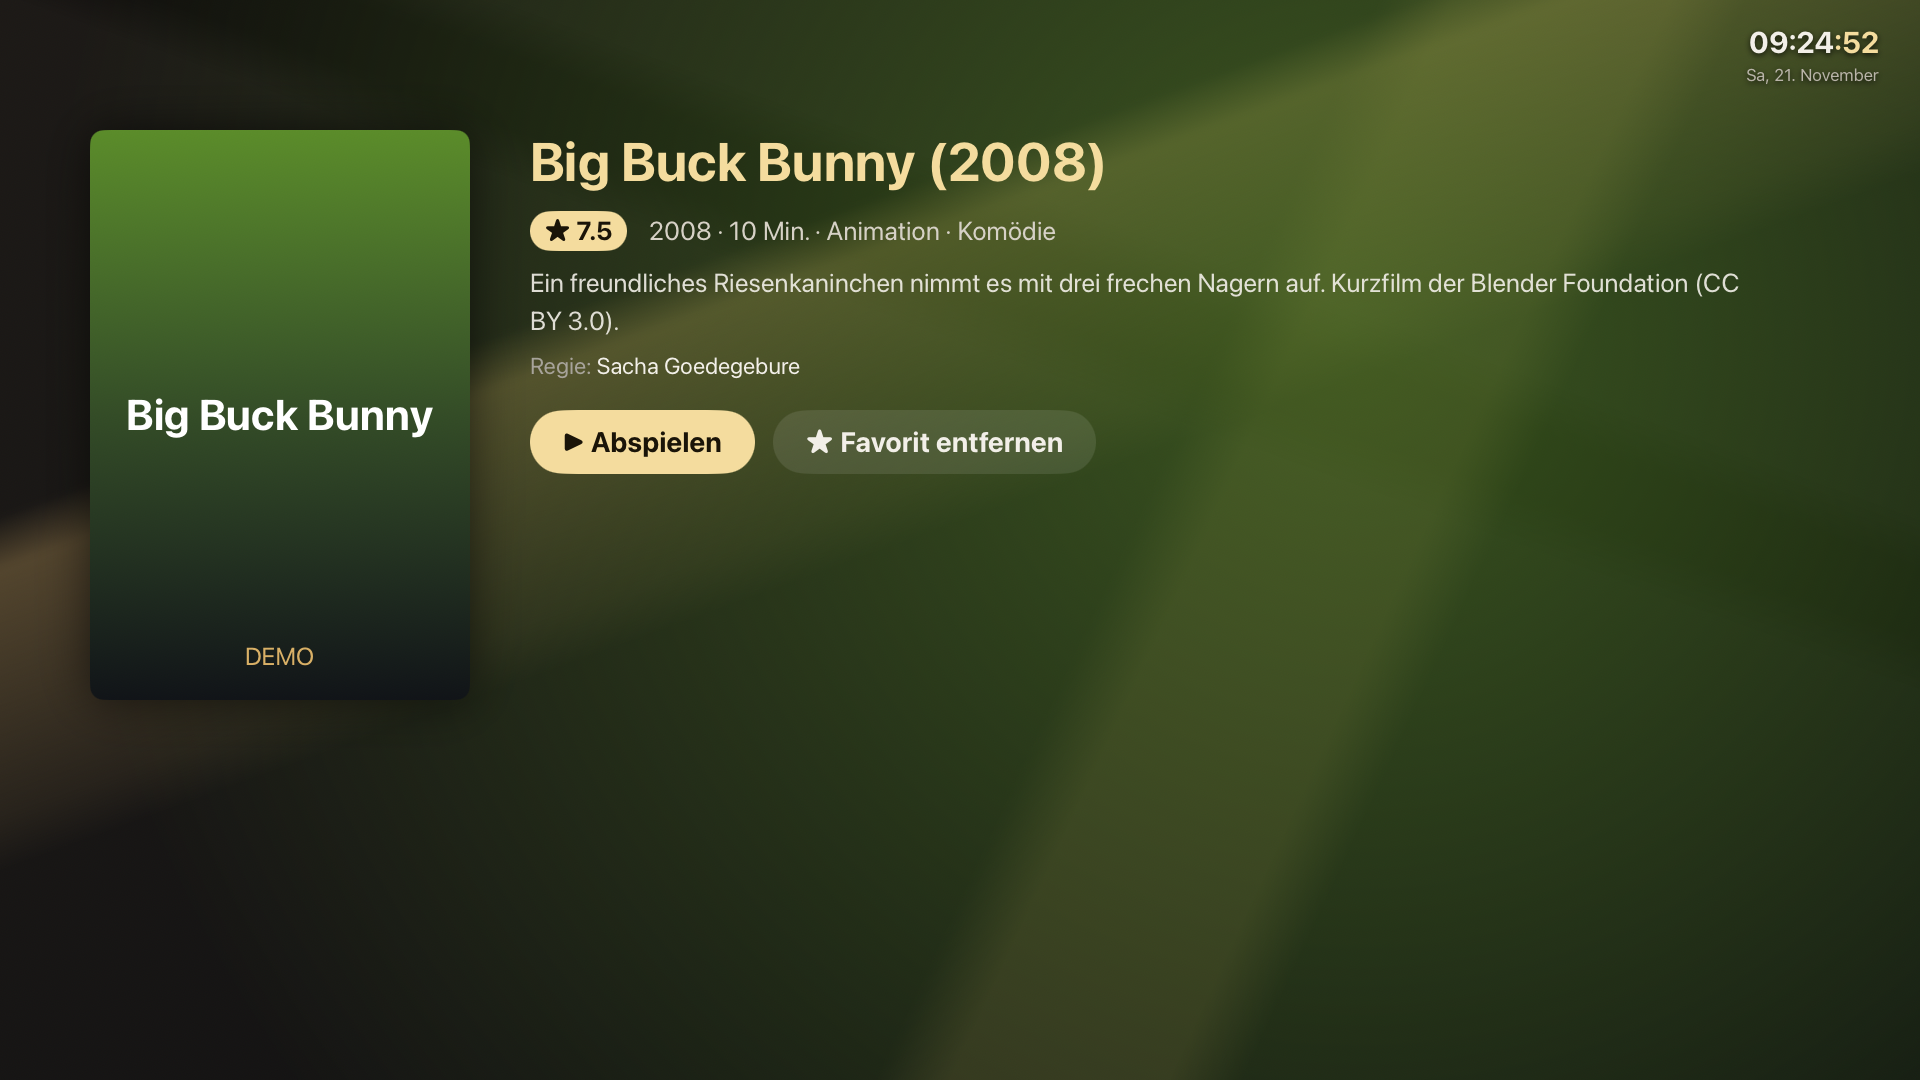 09:24:52
Sa, 21. November
Big Buck Bunny
DEMO
Big Buck Bunny (2008)
★ 7.5 2008 · 10 Min. · Animation · Komödie
Ein freundliches Riesenkaninchen nimmt es mit drei frechen Nagern auf. Kurzfilm der Blender Foundation (CC
BY 3.0).
Regie: Sacha Goedegebure
▶ Abspielen ★ Favorit entfernen